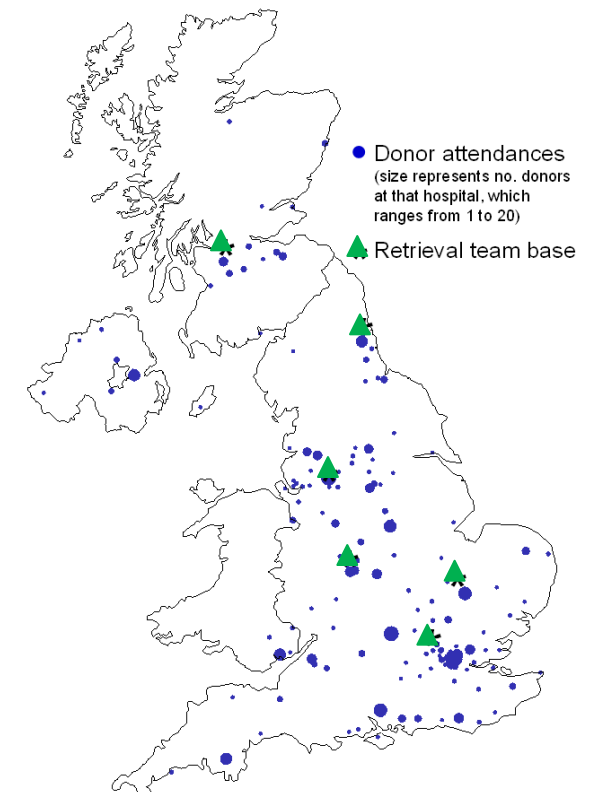 Donor attendances
(size represents no. donors
at that hospital, which
ranges from 1 to 20)
Retrieval team base